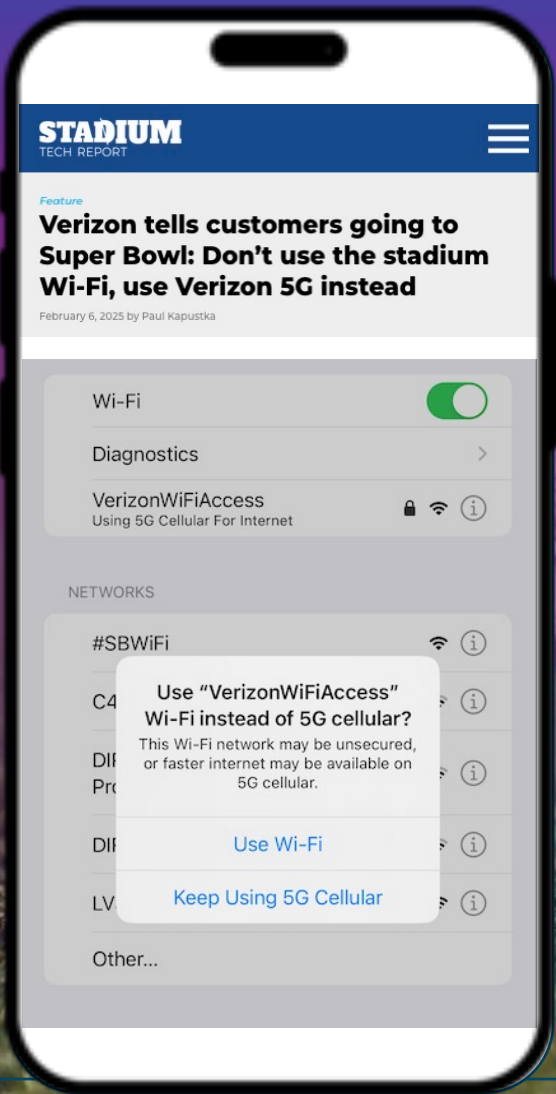 STADIUM
TECH REPORT
Feature
Verizon tells customers going to
Super Bowl: Don’t use the stadium
Wi-Fi, use Verizon 5G instead
February 6, 2025 by Paul Kapustka
Wi-Fi
Diagnostics
VerizonWiFiAccess
Using 5G Cellular For Internet
NETWORKS
#SBWiFi
C4
Use “VerizonWiFiAccess”
Wi-Fi instead of 5G cellular?
This Wi-Fi network may be unsecured,
or faster internet may be available on
5G cellular.
Use Wi-Fi
Keep Using 5G Cellular
LV
Other...